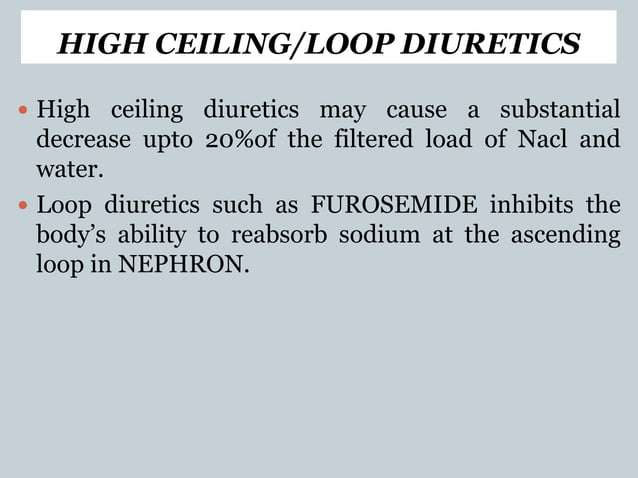 HIGH CEILING/LOOP DIURETICS
• High ceiling diuretics may cause a substantial
decrease upto 20%of the filtered load of Nacl and
water.
• Loop diuretics such as FUROSEMIDE inhibits the
body’s ability to reabsorb sodium at the ascending
loop in NEPHRON.